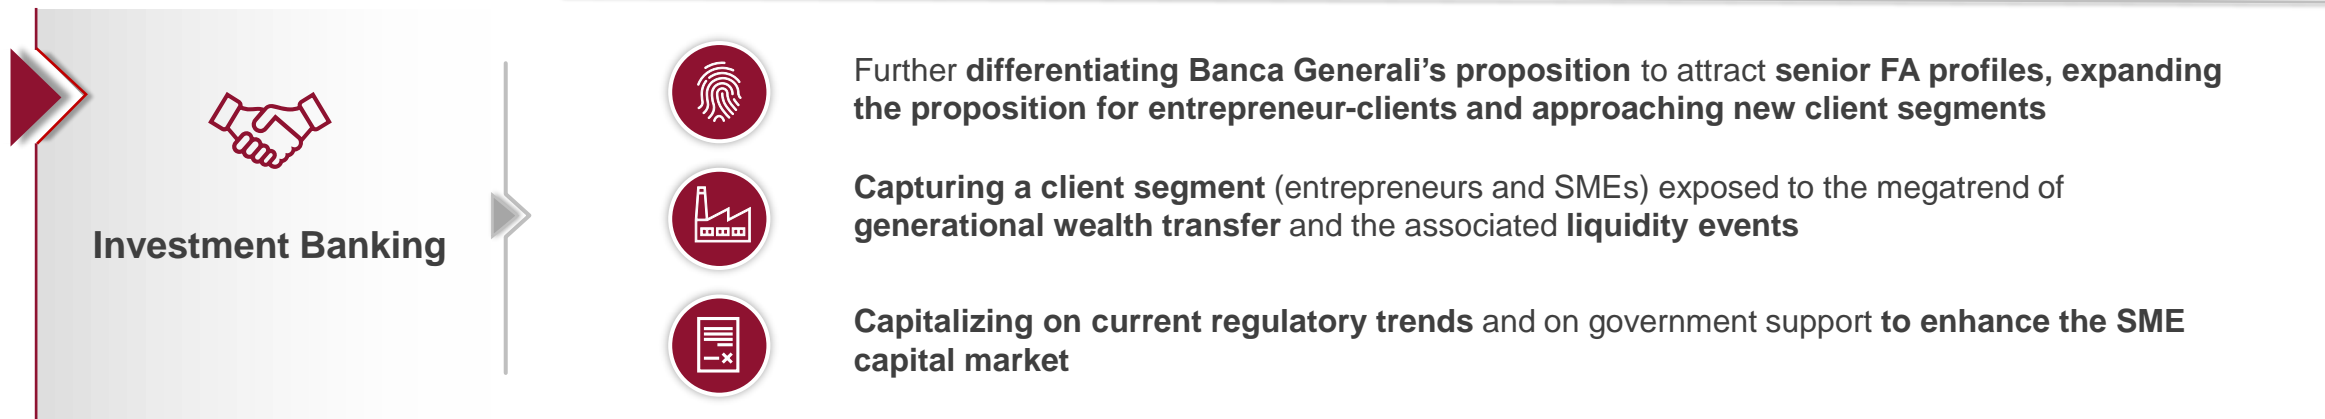 Investment Banking
Further differentiating Banca Generali’s proposition to attract senior FA profiles, expanding
the proposition for entrepreneur-clients and approaching new client segments
Capturing a client segment (entrepreneurs and SMEs) exposed to the megatrend of
generational wealth transfer and the associated liquidity events
Capitalizing on current regulatory trends and on government support to enhance the SME
capital market